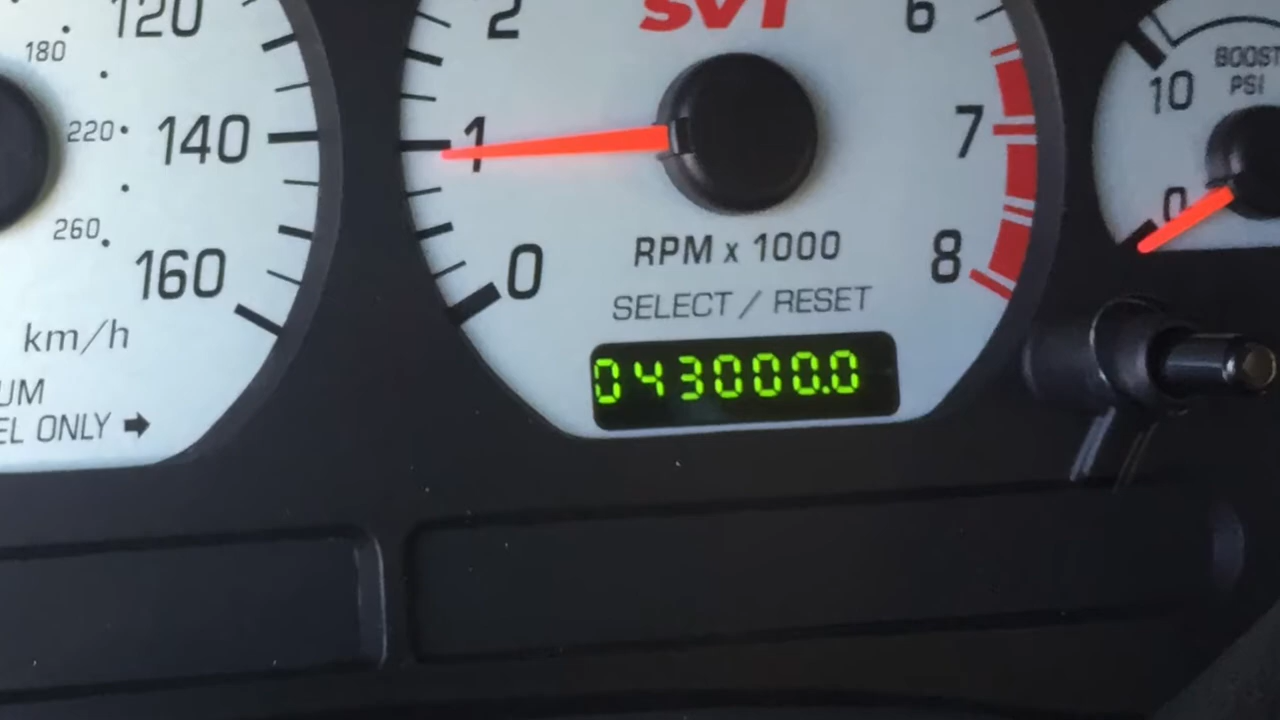 120
180
220
140
260
160
km/h
UM
EL ONLY
2
SVT
6
1
7
0
8
RPM x 1000
SELECT / RESET
043000.0
BOOST
PSI
10
0